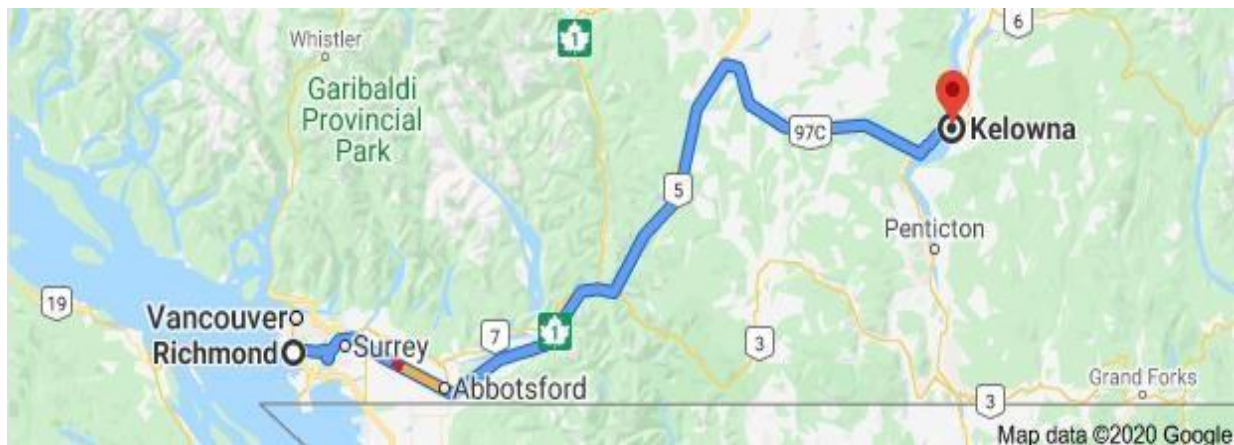 Whistler
1
6
Garibaldi
Provincial
Park
97C
Kelowna
5
Penticton
19
Vancouver
Richmond
Surrey
7
1
3
Abbotsford
Grand Forks
3
Map data ©2020 Google